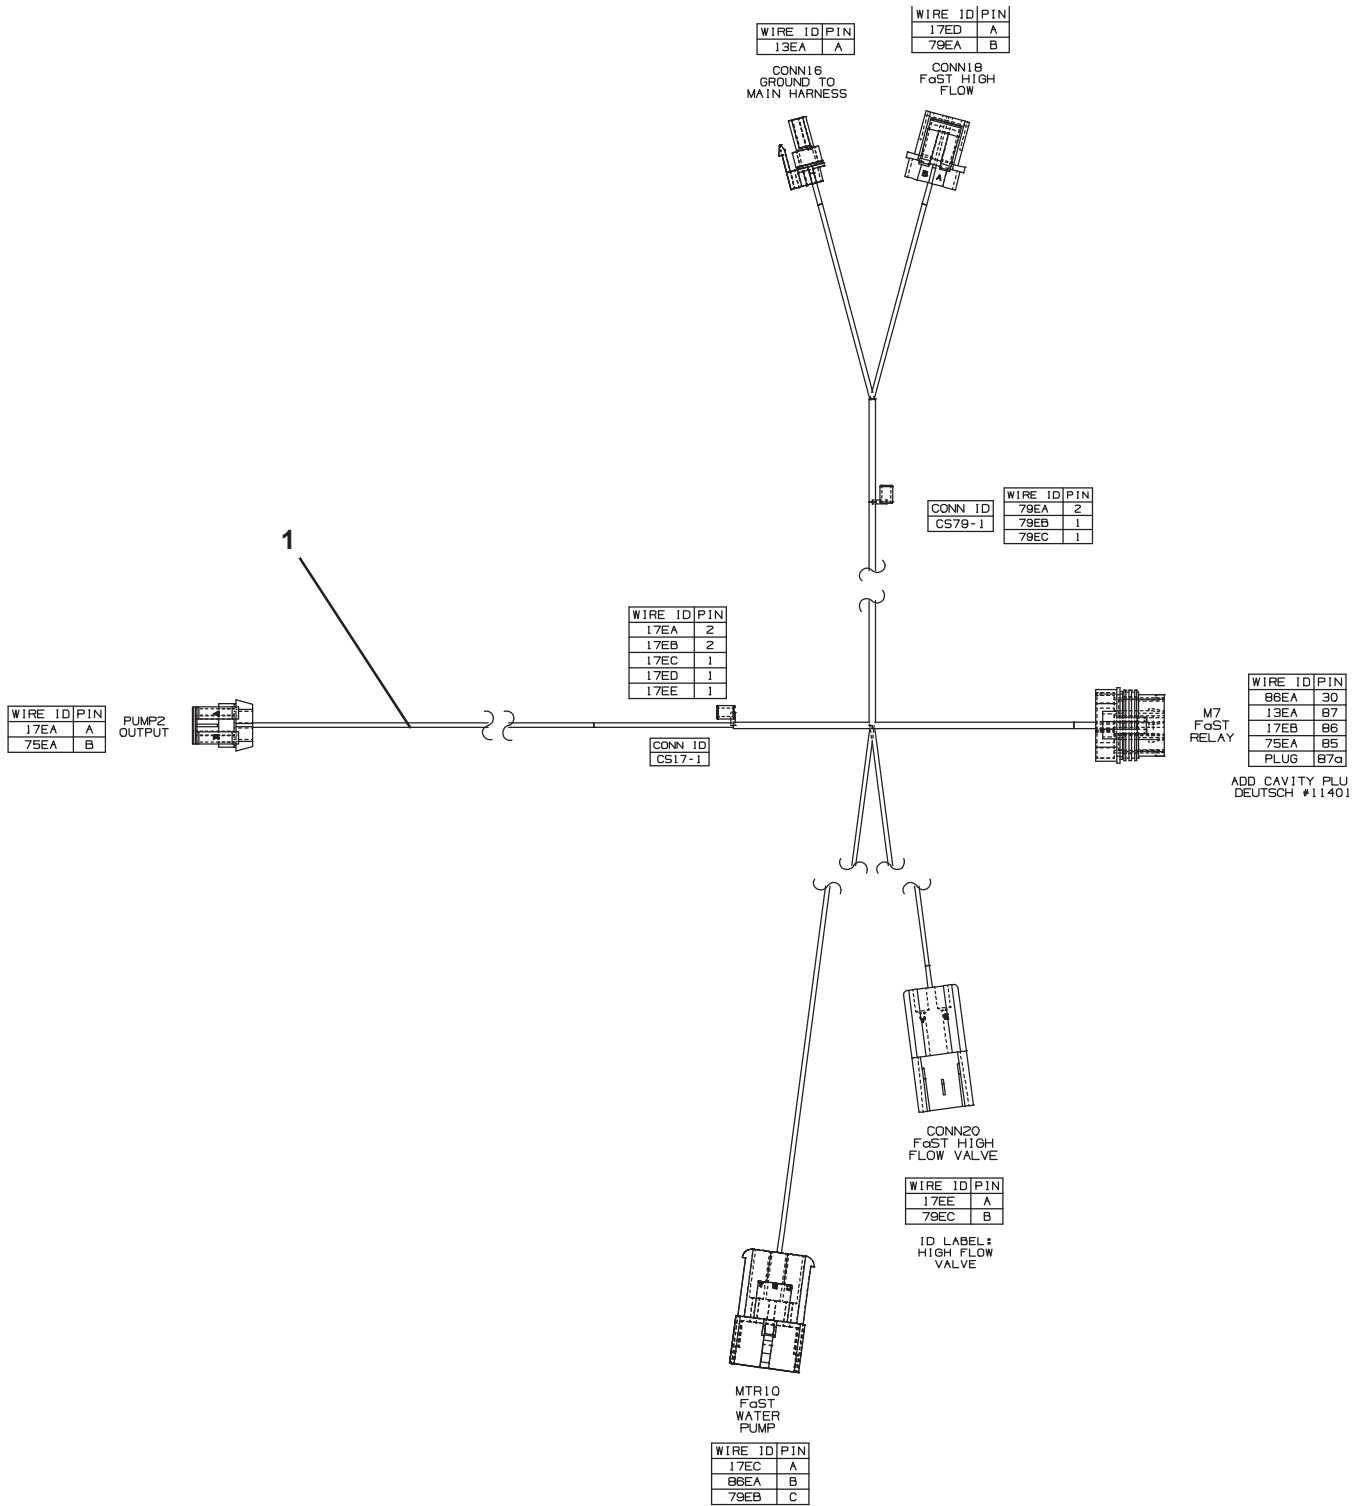 WIRE ID PIN
13EA A
CONN16
GROUND TO
MAIN HARNESS
WIRE ID PIN
17ED A
79EA B
CONN18
FaST HIGH
FLOW
B A
CONN ID
CS79-1
WIRE ID PIN
79EA 2
79EB 1
79EC 1
1
WIRE ID PIN
17EA 2
17EB 2
17EC 1
17ED 1
17EE 1
CONN ID
CS17-1
WIRE ID PIN
17EA A
75EA B
PUMP2
OUTPUT
M7
FaST
RELAY
WIRE ID PIN
86EA 30
13EA 87
17EB 86
75EA 85
PLUG 87a
ADD CAVITY PLU
DEUTSCH #11401
CONN20
FaST HIGH
FLOW VALVE
WIRE ID PIN
17EE A
79EC B
ID LABEL:
HIGH FLOW
VALVE
MTR10
FaST
WATER
PUMP
WIRE ID PIN
17EC A
86EA B
79EB C